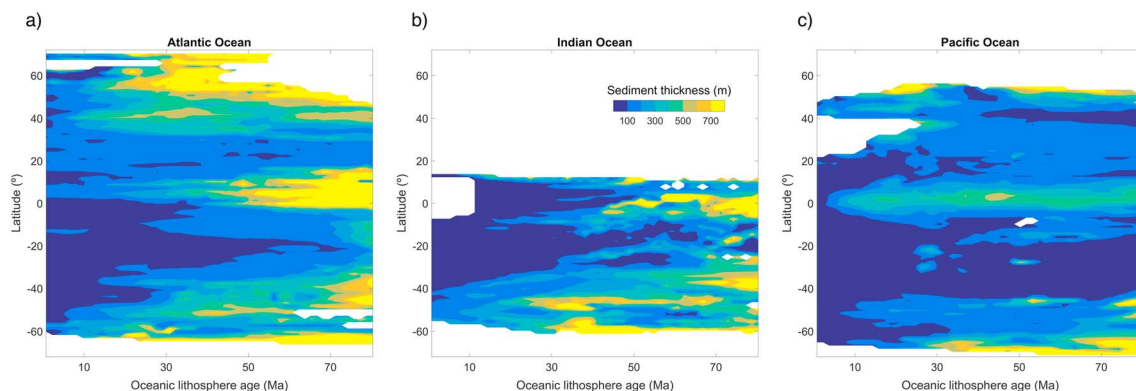 a)
Atlantic Ocean
60
40
20
0
-20
-40
-60
Latitude (º)
10
30
50
70
Oceanic lithosphere age (Ma)
b)
Indian Ocean
Sediment thickness (m)
100 300 500 700
60
40
20
0
-20
-40
-60
Latitude (º)
10
30
50
70
Oceanic lithosphere age (Ma)
c)
Pacific Ocean
60
40
20
0
-20
-40
-60
Latitude (º)
10
30
50
70
Oceanic lithosphere age (Ma)